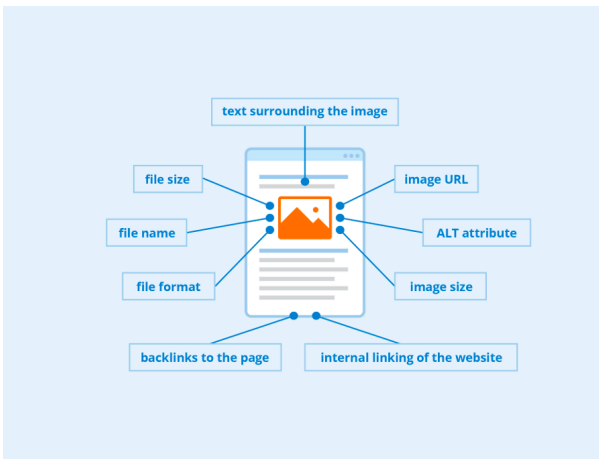 text surrounding the image
file size
image URL
file name
ALT attribute
file format
image size
backlinks to the page
internal linking of the website